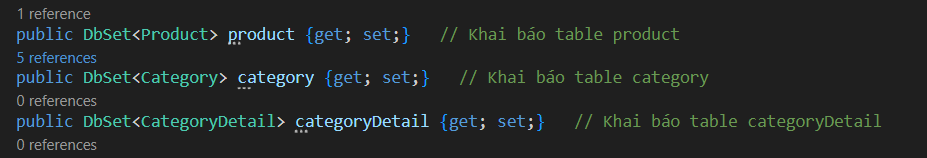 1 reference
public DbSet<Product> product {get; set;} // Khai báo table product
5 references
public DbSet<Category> category {get; set;} // Khai báo table category
0 references
public DbSet<CategoryDetail> categoryDetail {get; set;} // Khai báo table categoryDetail
0 references